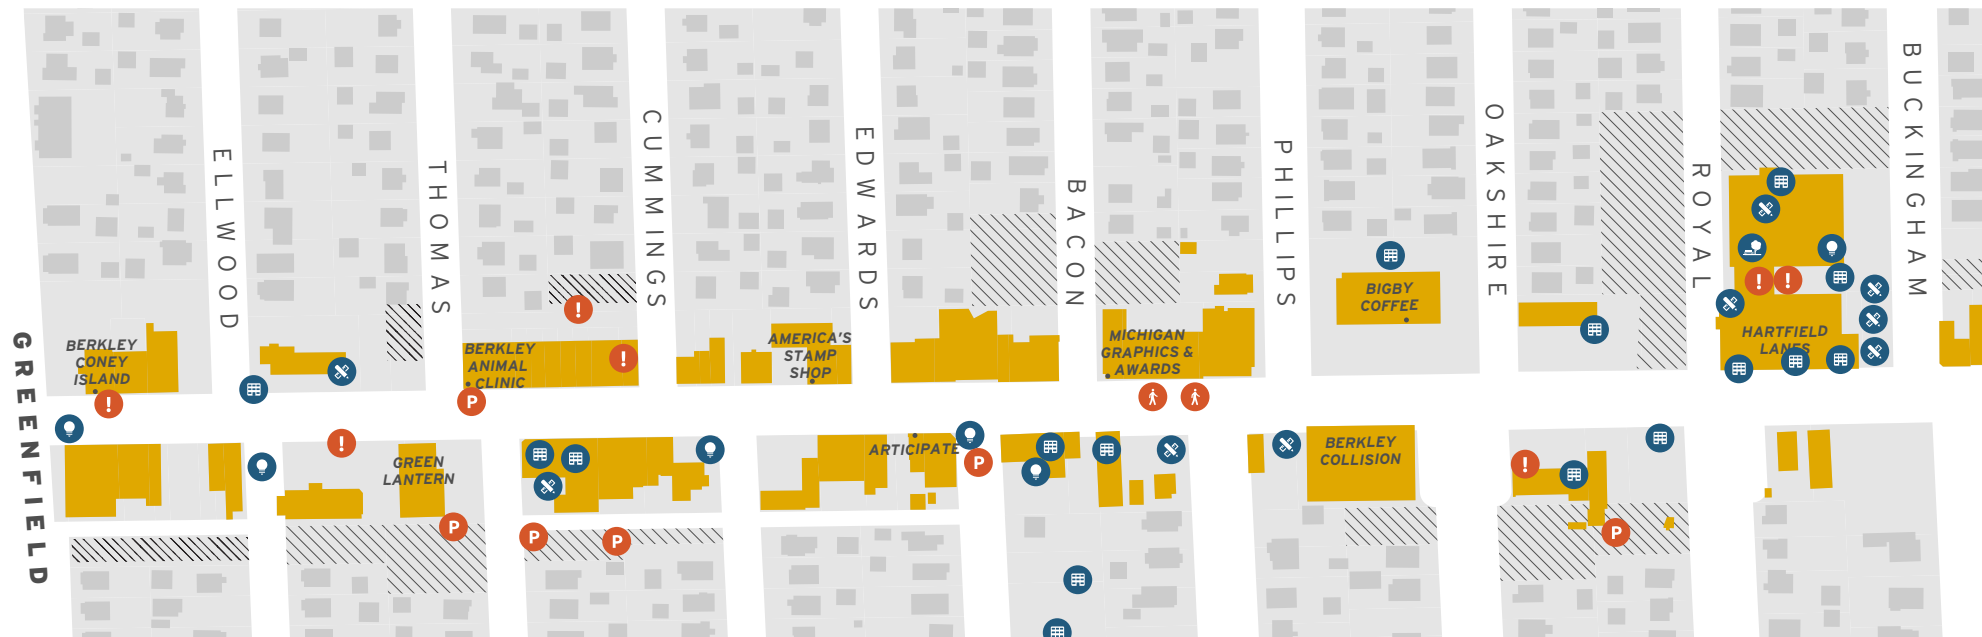 GREENFIELD
ELLWOOD
THOMAS
CUMMINGS
EDWARDS
BACON
PHILLIPS
OAKSHIRE
ROYAL
BUCKINGHAM
BERKLEY
CONEY
ISLAND
BERKLEY
ANIMAL
CLINIC
AMERICA'S
STAMP
SHOP
MICHIGAN
GRAPHICS &
AWARDS
BIGBY
COFFEE
HARTFIELD
LANES
GREEN
LANTERN
ARTICIPATE
BERKLEY
COLLISION
!
!
!
!
!
!
!
P
P
P
P
P
P